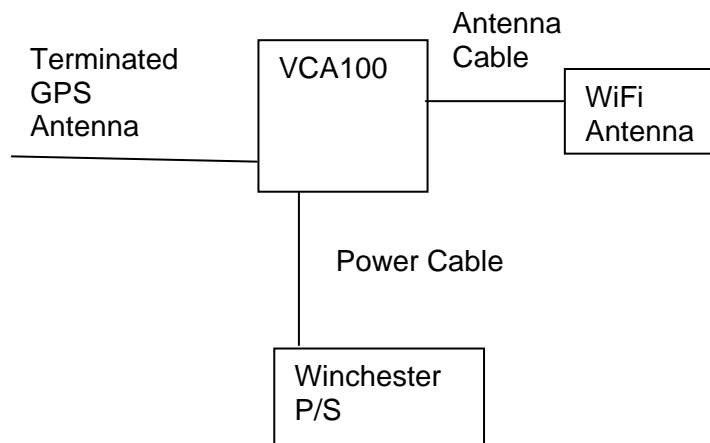 Terminated
GPS
Antenna
VCA100
Antenna
Cable
WiFi
Antenna
Power Cable
Winchester
P/S